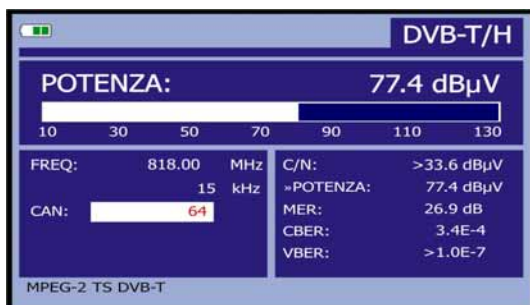 DVB-T/H
POTENZA: 77.4 dBµV
10 30 50 70 90 110 130
FREQ: 818.00 MHz
15 kHz
CAN: 64
C/N: >33.6 dBµV
»POTENZA: 77.4 dBµV
MER: 26.9 dB
CBER: 3.4E-4
VBER: >1.0E-7
MPEG-2 TS DVB-T